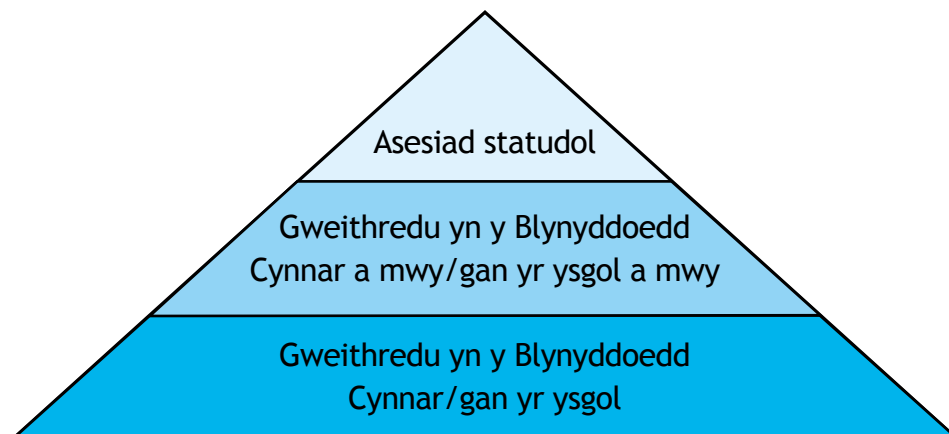 Asesiad statudol
Gweithredu yn y Blynyddoedd
Cynnar a mwy/gan yr ysgol a mwy
Gweithredu yn y Blynyddoedd
Cynnar/gan yr ysgol